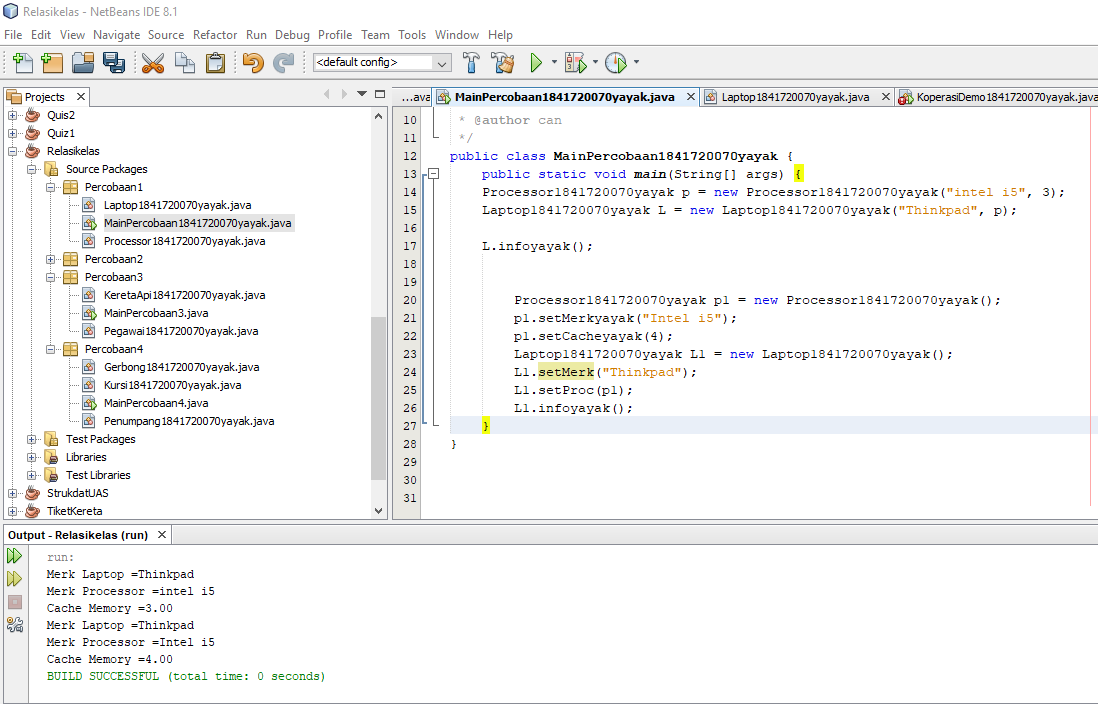 Relasikelas - NetBeans IDE 8.1
File Edit View Navigate Source Refactor Run Debug Profile Team Tools Window Help
<default config>
Projects
Quis2
Quiz1
Relasikelas
Source Packages
Percobaan1
Laptop1841720070yayak.java
MainPercobaan1841720070yayak.java
Processor1841720070yayak.java
Percobaan2
Percobaan3
KeretaApi1841720070yayak.java
MainPercobaan3.java
Pegawai1841720070yayak.java
Percobaan4
Gerbong1841720070yayak.java
Kursi1841720070yayak.java
MainPercobaan4.java
Penumpang1841720070yayak.java
Test Packages
Libraries
Test Libraries
StrukdatUAS
TiketKereta
...ava MainPercobaan1841720070yayak.java Laptop1841720070yayak.java KoperasiDemo1841720070yayak.java
10 * @author can
11 */
12 public class MainPercobaan1841720070yayak {
13 public static void main(String[] args) {
14 Processor1841720070yayak p = new Processor1841720070yayak("intel i5", 3);
15 Laptop1841720070yayak L = new Laptop1841720070yayak("Thinkpad", p);
16
17 L.infoyayak();
18
19
20 Processor1841720070yayak p1 = new Processor1841720070yayak();
21 p1.setMerkyayak("Intel i5");
22 p1.setCacheyayak(4);
23 Laptop1841720070yayak L1 = new Laptop1841720070yayak();
24 L1.setMerk("Thinkpad");
25 L1.setProc(p1);
26 L1.infoyayak();
27 }
28 }
29
30
31
Output - Relasikelas (run)
run:
Merk Laptop =Thinkpad
Merk Processor =intel i5
Cache Memory =3.00
Merk Laptop =Thinkpad
Merk Processor =Intel i5
Cache Memory =4.00
BUILD SUCCESSFUL (total time: 0 seconds)